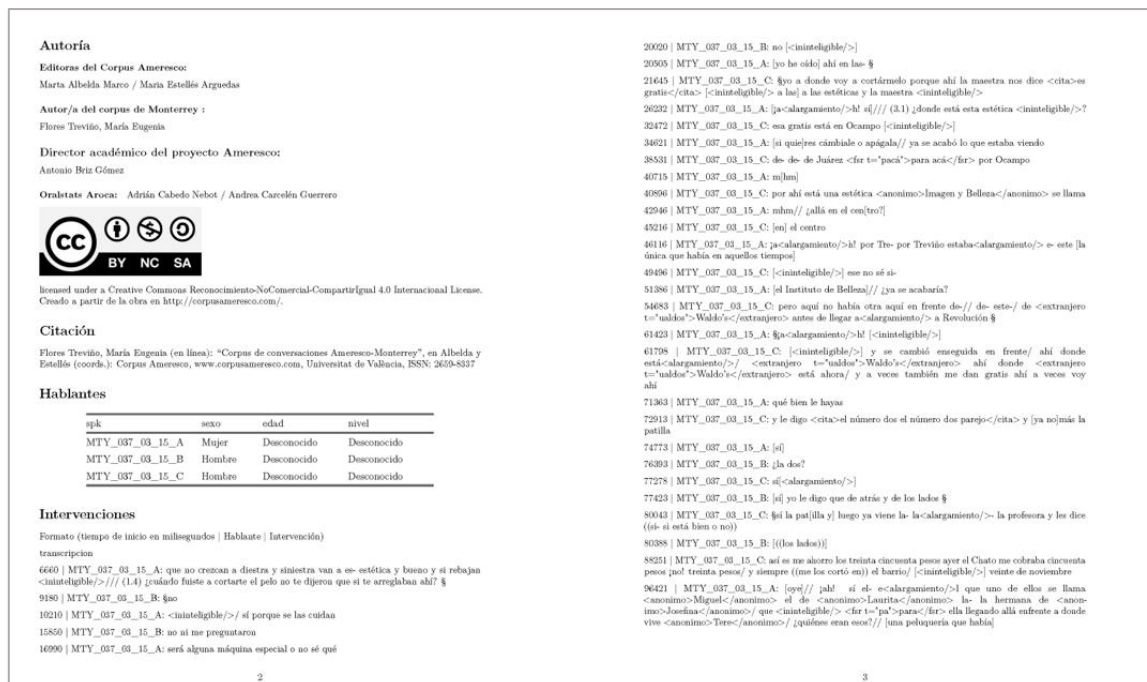 Autoría
Editoras del Corpus Ameresco:
Marta Albelda Marco / Maria Estellés Arguedas
Autor/a del corpus de Monterrey :
Flores Treviño, María Eugenia
Director académico del proyecto Ameresco:
Antonio Briz Gómez
Oralstats Aroca: Adrián Cabedo Nebot / Andrea Carcelén Guerrero
CC BY NC SA
licensed under a Creative Commons Reconocimiento-NoComercial-CompartirIgual 4.0 Internacional License.
Creado a partir de la obra en http://corpusameresco.com/.
Citación
Flores Treviño, María Eugenia (en línea): “Corpus de conversaciones Ameresco-Monterrey”, en Albelda y
Estellés (coords.): Corpus Ameresco, www.corpusameresco.com, Universitat de València, ISSN: 2659-8337
Hablantes
spk sexo edad nivel
MTY_037_03_15_A Mujer Desconocido Desconocido
MTY_037_03_15_B Hombre Desconocido Desconocido
MTY_037_03_15_C Hombre Desconocido Desconocido
Intervenciones
Formato (tiempo de inicio en milisegundos | Hablante | Intervención)
transcripcion
6660 | MTY_037_03_15_A: que no crezcan a diestra y siniestra van a es- estética y bueno y si rebajan
<ininteligible/>/// (1.4) ¿cuándo fuiste a cortarte el pelo no te dijeron que si te arreglaban ahí? §
9180 | MTY_037_03_15_B: §no
10210 | MTY_037_03_15_A: <ininteligible/>/ sí porque se las cuidan
15850 | MTY_037_03_15_B: no ni me preguntaron
16990 | MTY_037_03_15_A: será alguna máquina especial o no sé qué
2
20020 | MTY_037_03_15_B: no [<ininteligible/>]
20505 | MTY_037_03_15_A: [yo he oído] ahí en las- §
21645 | MTY_037_03_15_C: §yo a donde voy a cortármelo porque ahí la maestra nos dice <cita>es
gratis</cita> [<ininteligible/> a las] a las estéticas y la maestra <ininteligible/>
26232 | MTY_037_03_15_A: [¡a<alargamiento/>h! sí]/// (3.1) ¿donde está esta estética <ininteligible/>?
32472 | MTY_037_03_15_C: esa gratis está en Ocampo [<ininteligible/>]
34621 | MTY_037_03_15_A: [si quie]res cámbiale o apágala// ya se acabó lo que estaba viendo
38531 | MTY_037_03_15_C: de- de- de Juárez <fsr t="pacá">para acá</fsr> por Ocampo
40715 | MTY_037_03_15_A: m[hm]
40896 | MTY_037_03_15_C: por ahí está una estética <anonimo>Imagen y Belleza</anonimo> se llama
42946 | MTY_037_03_15_A: mhm// ¿allá en el cen[tro?]
45216 | MTY_037_03_15_C: [en] el centro
46116 | MTY_037_03_15_A: ¡a<alargamiento/>h! por Tre- por Treviño estaba<alargamiento/> e- este [la
única que había en aquellos tiempos]
49496 | MTY_037_03_15_C: [<ininteligible/>] ese no sé si-
51386 | MTY_037_03_15_A: [el Instituto de Belleza]// ¿ya se acabaría?
54683 | MTY_037_03_15_C: pero aquí no había otra aquí en frente de-// de- este-/ de <extranjero
t="ualdos">Waldo's</extranjero> antes de llegar a<alargamiento/> a Revolución §
61423 | MTY_037_03_15_A: §¡a<alargamiento/>h! [<ininteligible/>]
61798 | MTY_037_03_15_C: [<ininteligible/>] y se cambió enseguida en frente/ ahí donde
está<alargamiento/>/ <extranjero t="ualdos">Waldo's</extranjero> ahí donde <extranjero
t="ualdos">Waldo's</extranjero> está ahora/ y a veces también me dan gratis ahí a veces voy
ahí
71363 | MTY_037_03_15_A: qué bien le hayas
72913 | MTY_037_03_15_C: y le digo <cita>el número dos el número dos parejo</cita> y [ya no]más la
patilla
74773 | MTY_037_03_15_A: [sí]
76393 | MTY_037_03_15_B: ¿la dos?
77278 | MTY_037_03_15_C: sí[<alargamiento/>]
77423 | MTY_037_03_15_B: [sí] yo le digo que de atrás y de los lados §
80043 | MTY_037_03_15_C: §sí la pat[illa y] luego ya viene la- la<alargamiento/>- la profesora y les dice
((si- si está bien o no))
80388 | MTY_037_03_15_B: [((los lados))]
88251 | MTY_037_03_15_C: así es me ahorro los treinta cincuenta pesos ayer el Chato me cobraba cincuenta
pesos ¡no! treinta pesos/ y siempre ((me los cortó en)) el barrio/ [<ininteligible/>] veinte de noviembre
96421 | MTY_037_03_15_A: [oye]// ¡ah! sí el- e<alargamiento/>l que uno de ellos se llama
<anonimo>Miguel</anonimo> el de <anonimo>Laurita</anonimo> la- la hermana de <anon-
imo>Josefina</anonimo>/ que <ininteligible/> <fsr t="pa">para</fsr> ella llegando allá enfrente a donde
vive <anonimo>Tere</anonimo>/ ¿quiénes eran esos?// [una peluquería que había]
3